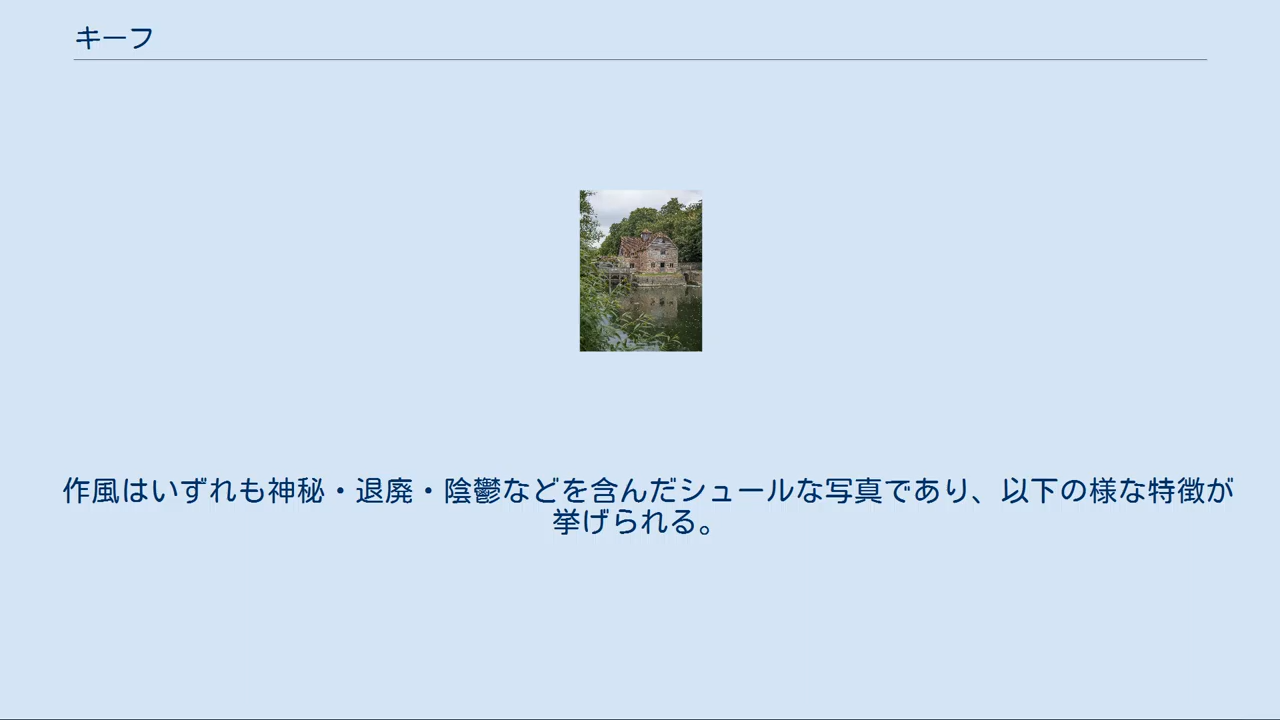 キーフ
作風はいずれも神秘・退廃・陰鬱などを含んだシュールな写真であり、以下の様な特徴が
挙げられる。